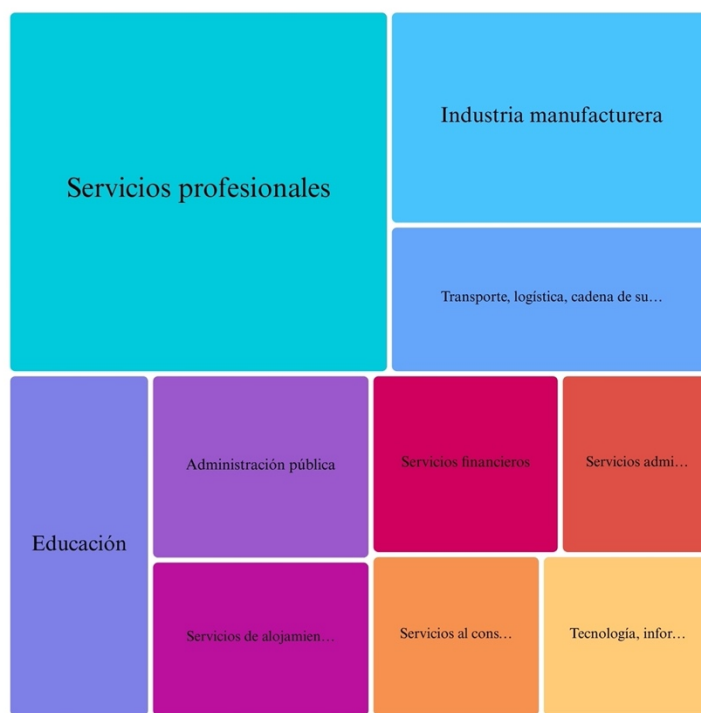 Servicios profesionales
Industria manufacturera
Transporte, logística, cadena de su…
Educación
Administración pública
Servicios financieros
Servicios admi…
Servicios de alojamien…
Servicios al cons…
Tecnología, infor…